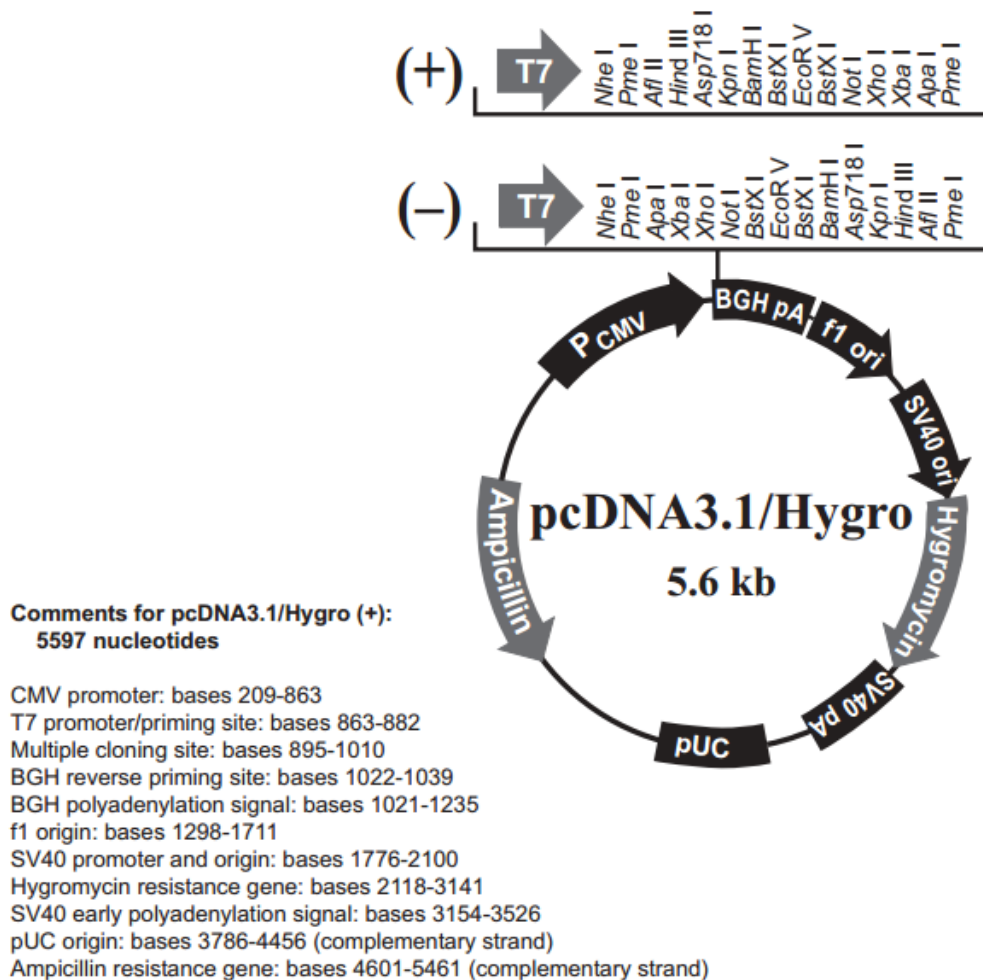 (+) T7 Nhe I Pme I Afl II Hind III Asp718 I Kpn I BamH I BstX I EcoR V BstX I Not I Xho I Xba I Apa I Pme I
(–) T7 Nhe I Pme I Apa I Xba I Xho I Not I BstX I EcoR V BstX I BamH I Asp718 I Kpn I Hind III Afl II Pme I
PCMV
BGH pA
f1 ori
SV40 ori
Hygromycin
SV40 pA
pUC
Ampicillin
pcDNA3.1/Hygro
5.6 kb
Comments for pcDNA3.1/Hygro (+):
5597 nucleotides
CMV promoter: bases 209-863
T7 promoter/priming site: bases 863-882
Multiple cloning site: bases 895-1010
BGH reverse priming site: bases 1022-1039
BGH polyadenylation signal: bases 1021-1235
f1 origin: bases 1298-1711
SV40 promoter and origin: bases 1776-2100
Hygromycin resistance gene: bases 2118-3141
SV40 early polyadenylation signal: bases 3154-3526
pUC origin: bases 3786-4456 (complementary strand)
Ampicillin resistance gene: bases 4601-5461 (complementary strand)